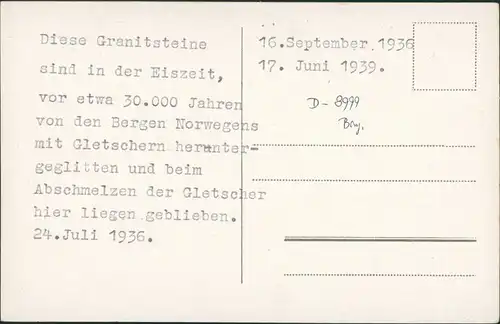 Diese Granitsteine
sind in der Eiszeit,
vor etwa 30.000 Jahren
von den Bergen Norwegens
mit Gletschern herunter-
geglitten und beim
Abschmelzen der Gletscher
hier liegen geblieben.
24.Juli 1936.
16.September 1936
17. Juni 1939.
D-8999
Bay.